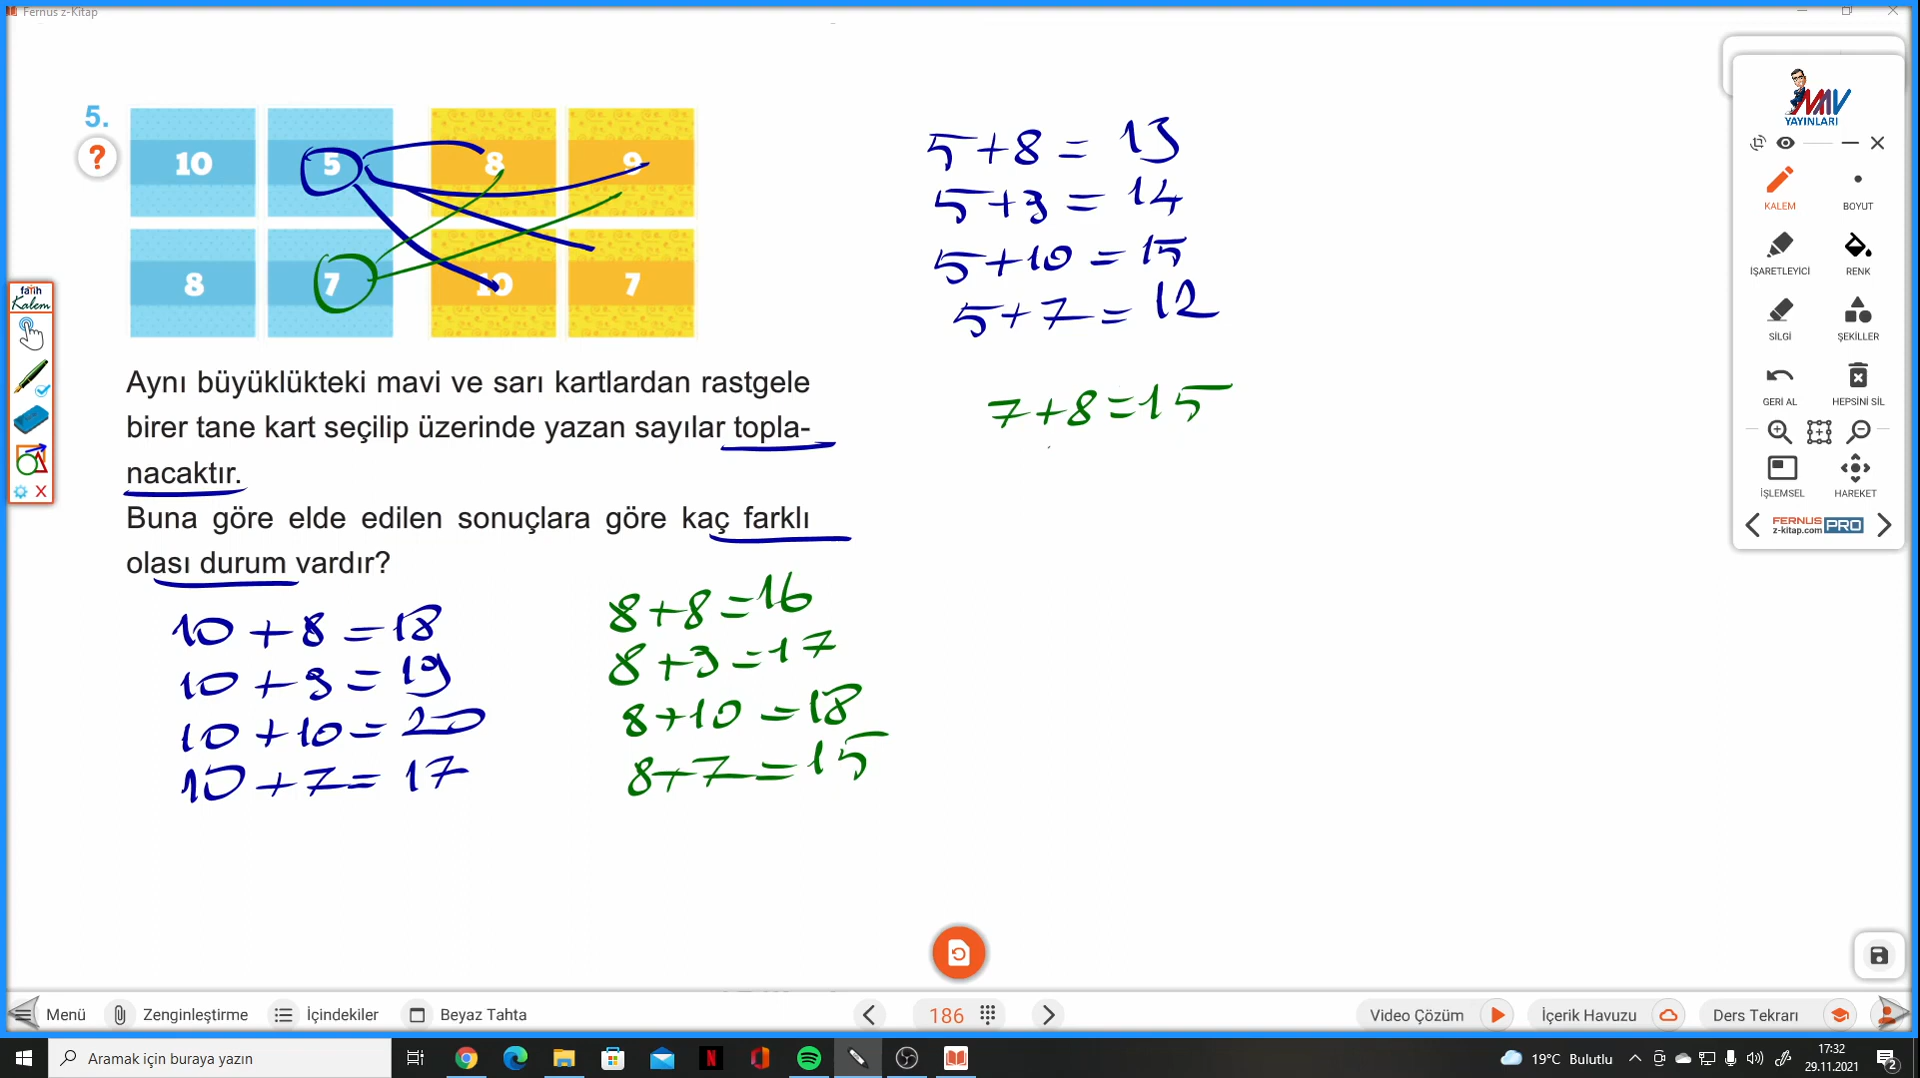 Fernus z-Kitap
5.
?
10
5
8
9
8
7
10
7
Aynı büyüklükteki mavi ve sarı kartlardan rastgele
birer tane kart seçilip üzerinde yazan sayılar topla-
nacaktır.
Buna göre elde edilen sonuçlara göre kaç farklı
olası durum vardır?
10 + 8 = 18
10 + 9 = 19
10 + 10 = 20
10 + 7 = 17
8 + 8 = 16
8 + 9 = 17
8 + 10 = 18
8 + 7 = 15
5 + 8 = 13
5 + 9 = 14
5 + 10 = 15
5 + 7 = 12
7 + 8 = 15
fatih
Kalem
X
MAV
YAYINLARI
KALEM
BOYUT
İŞARETLEYİCİ
RENK
SİLGİ
ŞEKİLLER
GERİ AL
HEPSİNİ SİL
İŞLEMSEL
HAREKET
FERNUS
z-kitap.com
PRO
Menü
Zenginleştirme
İçindekiler
Beyaz Tahta
186
Video Çözüm
İçerik Havuzu
Ders Tekrarı
Aramak için buraya yazın
19°C Bulutlu
17:32
29.11.2021
2